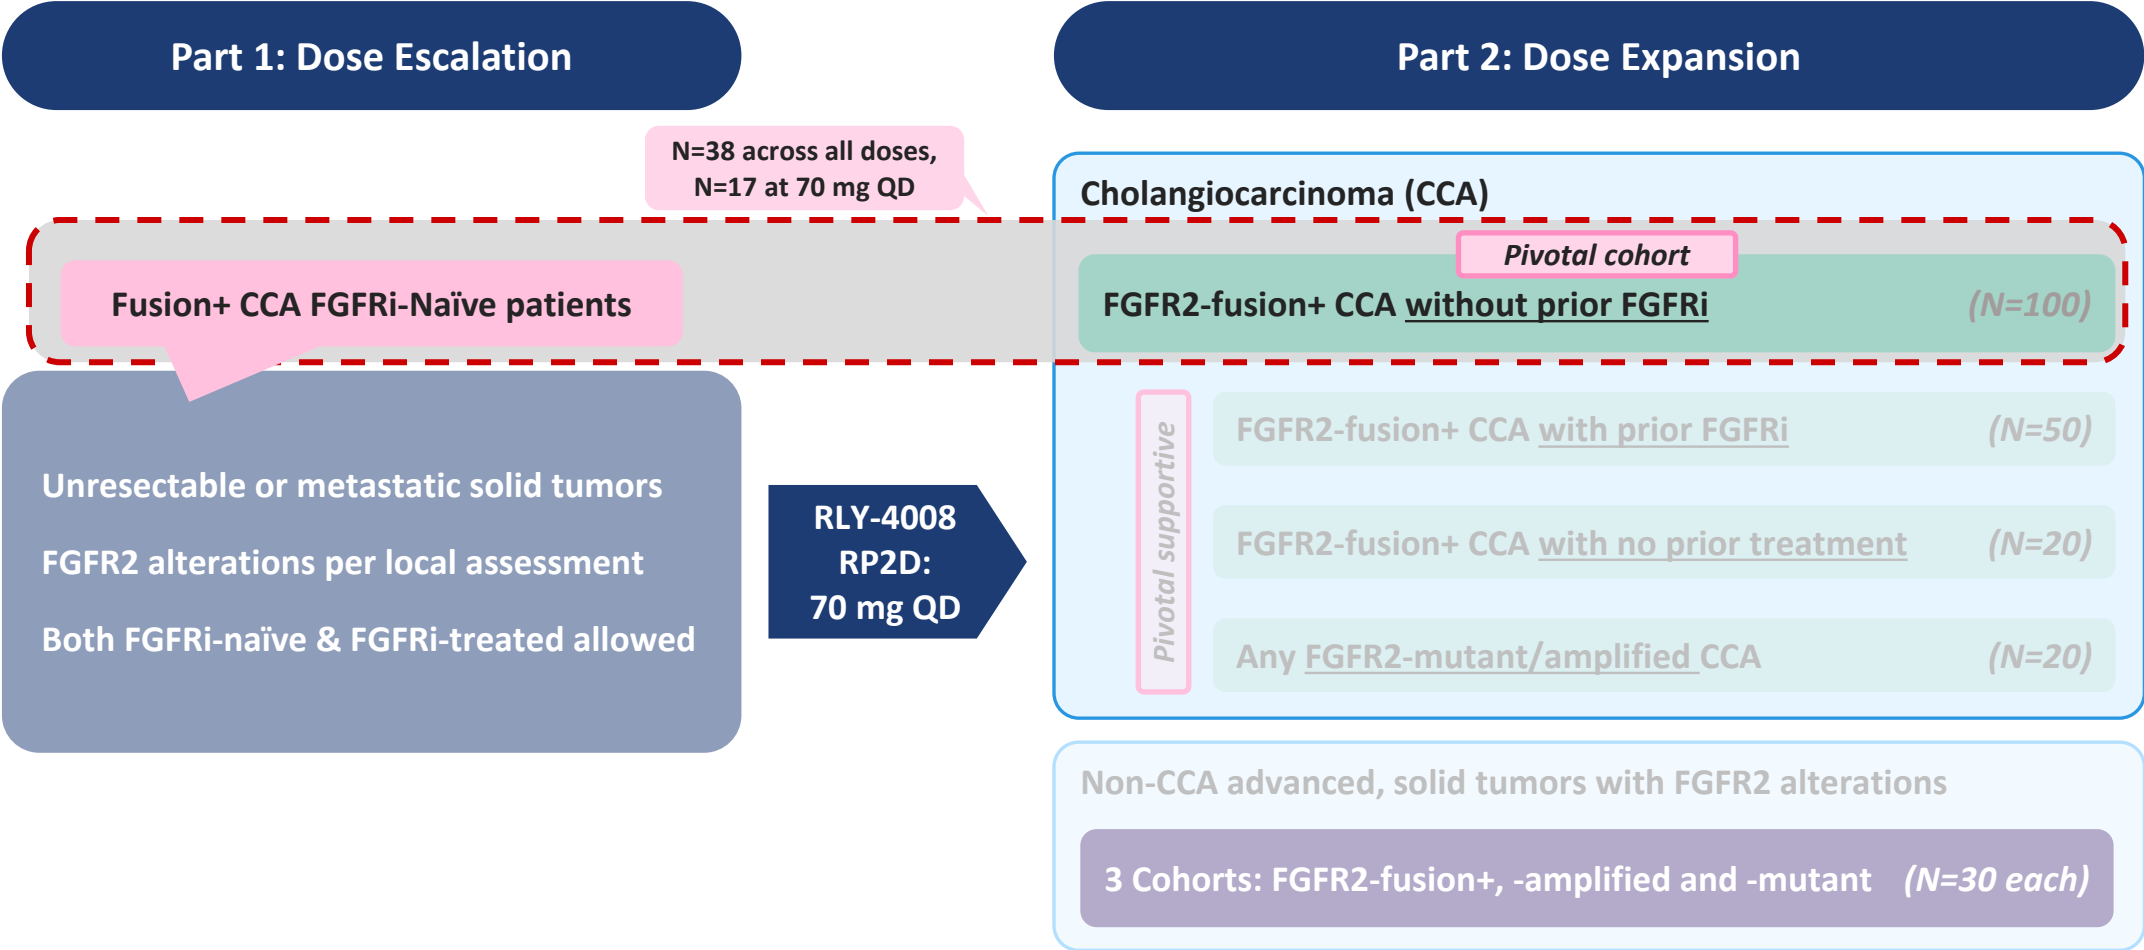 Part 1: Dose Escalation
Part 2: Dose Expansion
N=38 across all doses,
N=17 at 70 mg QD
Cholangiocarcinoma (CCA)
Pivotal cohort
Fusion+ CCA FGFRi-Naïve patients
FGFR2-fusion+ CCA without prior FGFRi (N=100)
Unresectable or metastatic solid tumors
FGFR2 alterations per local assessment
Both FGFRi-naïve & FGFRi-treated allowed
RLY-4008
RP2D:
70 mg QD
Pivotal supportive
FGFR2-fusion+ CCA with prior FGFRi (N=50)
FGFR2-fusion+ CCA with no prior treatment (N=20)
Any FGFR2-mutant/amplified CCA (N=20)
Non-CCA advanced, solid tumors with FGFR2 alterations
3 Cohorts: FGFR2-fusion+, -amplified and -mutant (N=30 each)